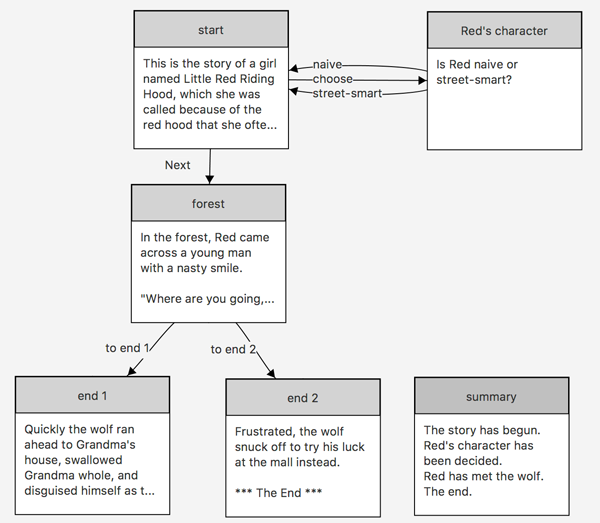 start
This is the story of a girl
named Little Red Riding
Hood, which she was
called because of the
red hood that she ofte...
naive
choose
street-smart
Red's character
Is Red naive or
street-smart?
Next
forest
In the forest, Red came
across a young man
with a nasty smile.
"Where are you going,...
to end 1
to end 2
end 1
Quickly the wolf ran
ahead to Grandma's
house, swallowed
Grandma whole, and
disguised himself as t...
end 2
Frustrated, the wolf
snuck off to try his luck
at the mall instead.
*** The End ***
summary
The story has begun.
Red's character has
been decided.
Red has met the wolf.
The end.